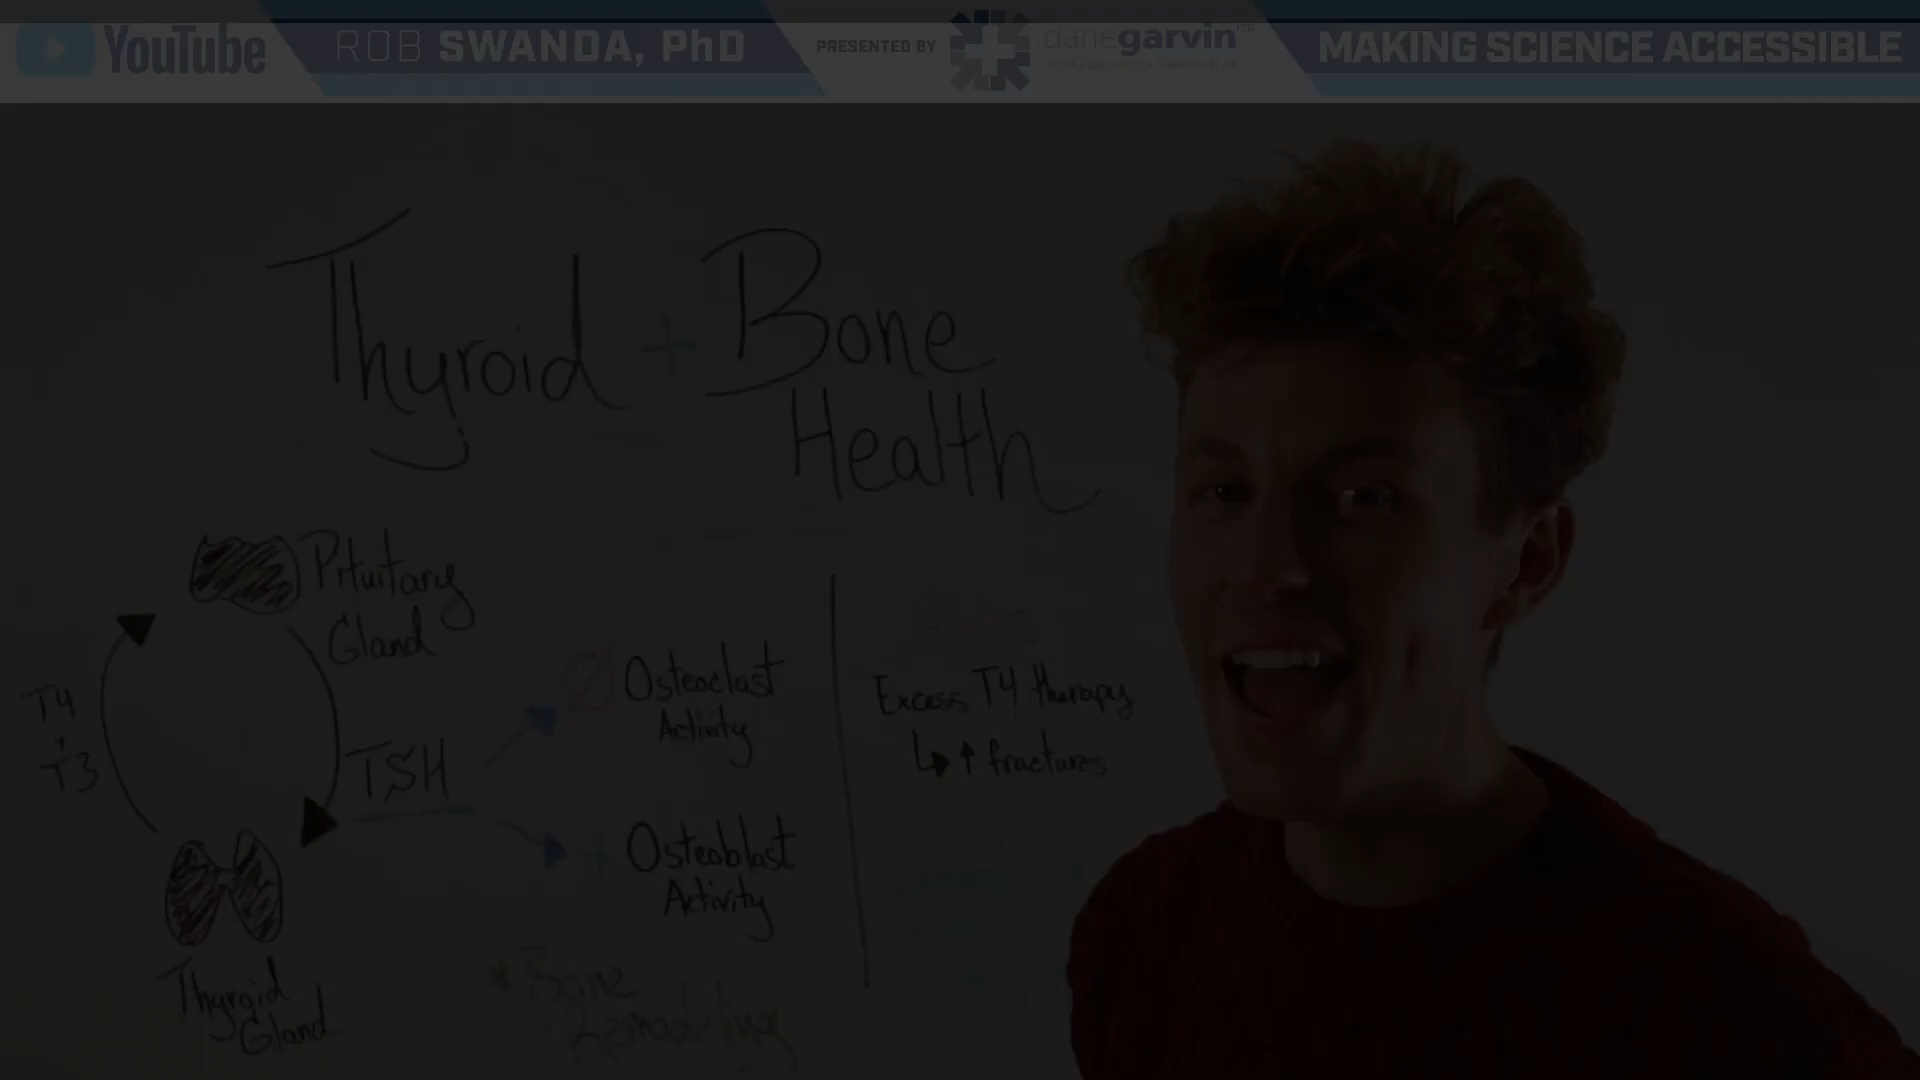 YouTube ROB SWANDA, PhD PRESENTED BY danegarvin MAKING SCIENCE ACCESSIBLE
Thyroid + Bone
Health
Pituitary
Gland
T4
+
T3
TSH
Ø Osteoclast
Activity
+ Osteoblast
Activity
Thyroid
Gland
* Bone
Remodeling
Excess T4 therapy
↳ ↑ fractures